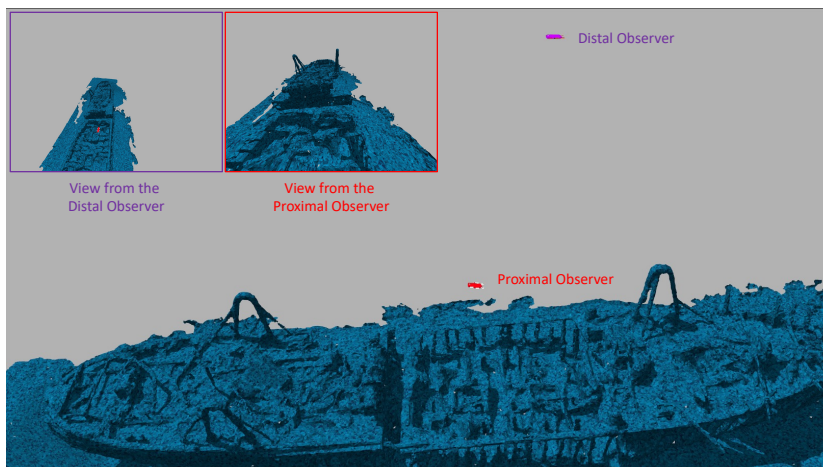 Distal Observer
View from the
Distal Observer
View from the
Proximal Observer
Proximal Observer